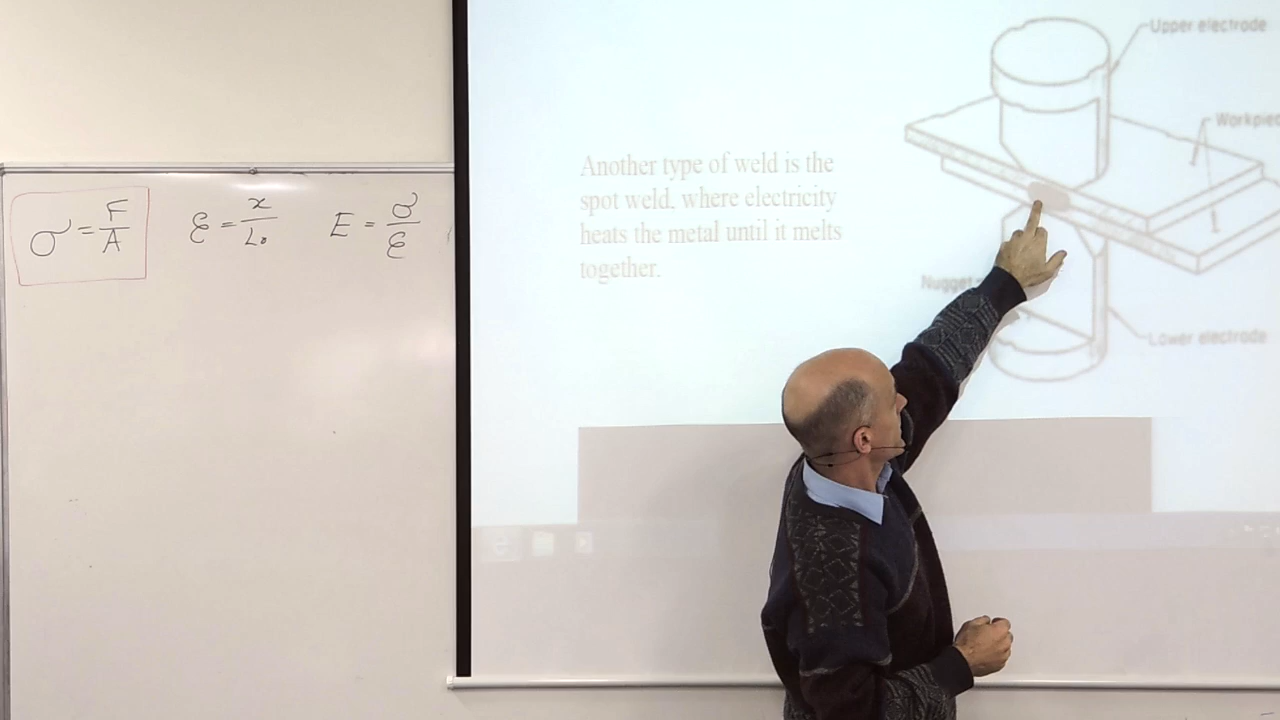 σ = F/A
ε = x/L₀
E = σ/ε
Another type of weld is the
spot weld. where electricity
heats the metal until it melts
together.
Upper electrode
Nugget
Lower electrode